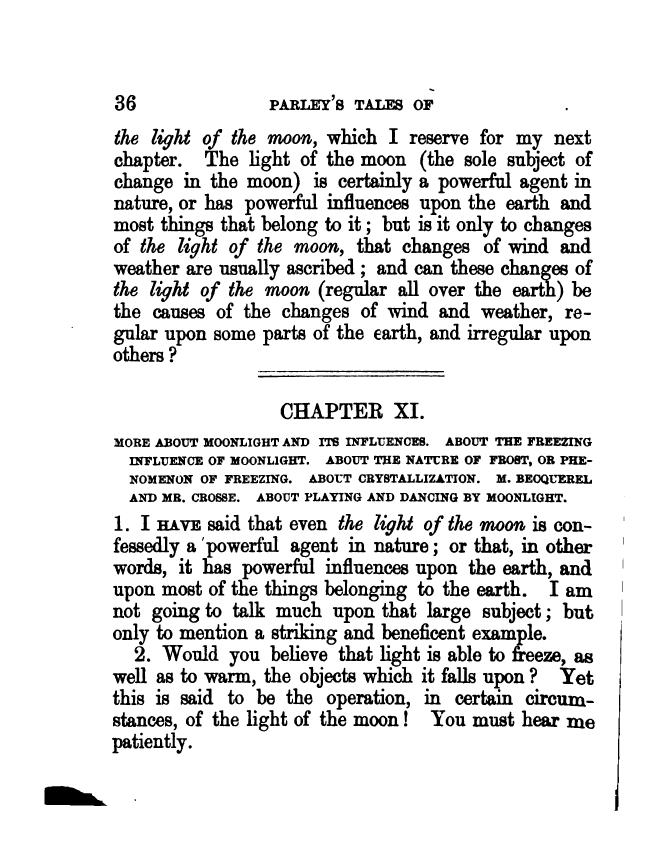 36 PARLEY'S TALES OF
the light of the moon, which I reserve for my next
chapter. The light of the moon (the sole subject of
change in the moon) is certainly a powerful agent in
nature, or has powerful influences upon the earth and
most things that belong to it; but is it only to changes
of the light of the moon, that changes of wind and
weather are usually ascribed; and can these changes of
the light of the moon (regular all over the earth) be
the causes of the changes of wind and weather, re-
gular upon some parts of the earth, and irregular upon
others?
CHAPTER XI.
MORE ABOUT MOONLIGHT AND ITS INFLUENCES. ABOUT THE FREEZING
INFLUENCE OF MOONLIGHT. ABOUT THE NATURE OF FROST, OR PHE-
NOMENON OF FREEZING. ABOUT CRYSTALLIZATION. M. BECQUEREL
AND MR. CROSSE. ABOUT PLAYING AND DANCING BY MOONLIGHT.
1. I HAVE said that even the light of the moon is con-
fessedly a powerful agent in nature; or that, in other
words, it has powerful influences upon the earth, and
upon most of the things belonging to the earth. I am
not going to talk much upon that large subject; but
only to mention a striking and beneficent example.
2. Would you believe that light is able to freeze, as
well as to warm, the objects which it falls upon? Yet
this is said to be the operation, in certain circum-
stances, of the light of the moon! You must hear me
patiently.